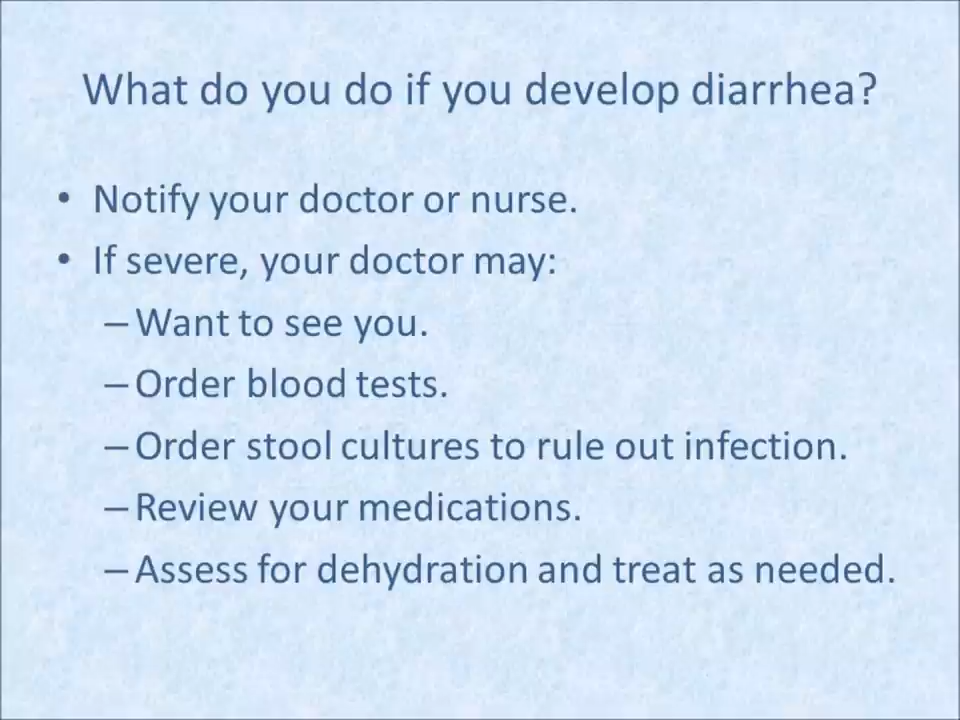 What do you do if you develop diarrhea?
• Notify your doctor or nurse.
• If severe, your doctor may:
–Want to see you.
–Order blood tests.
–Order stool cultures to rule out infection.
–Review your medications.
–Assess for dehydration and treat as needed.